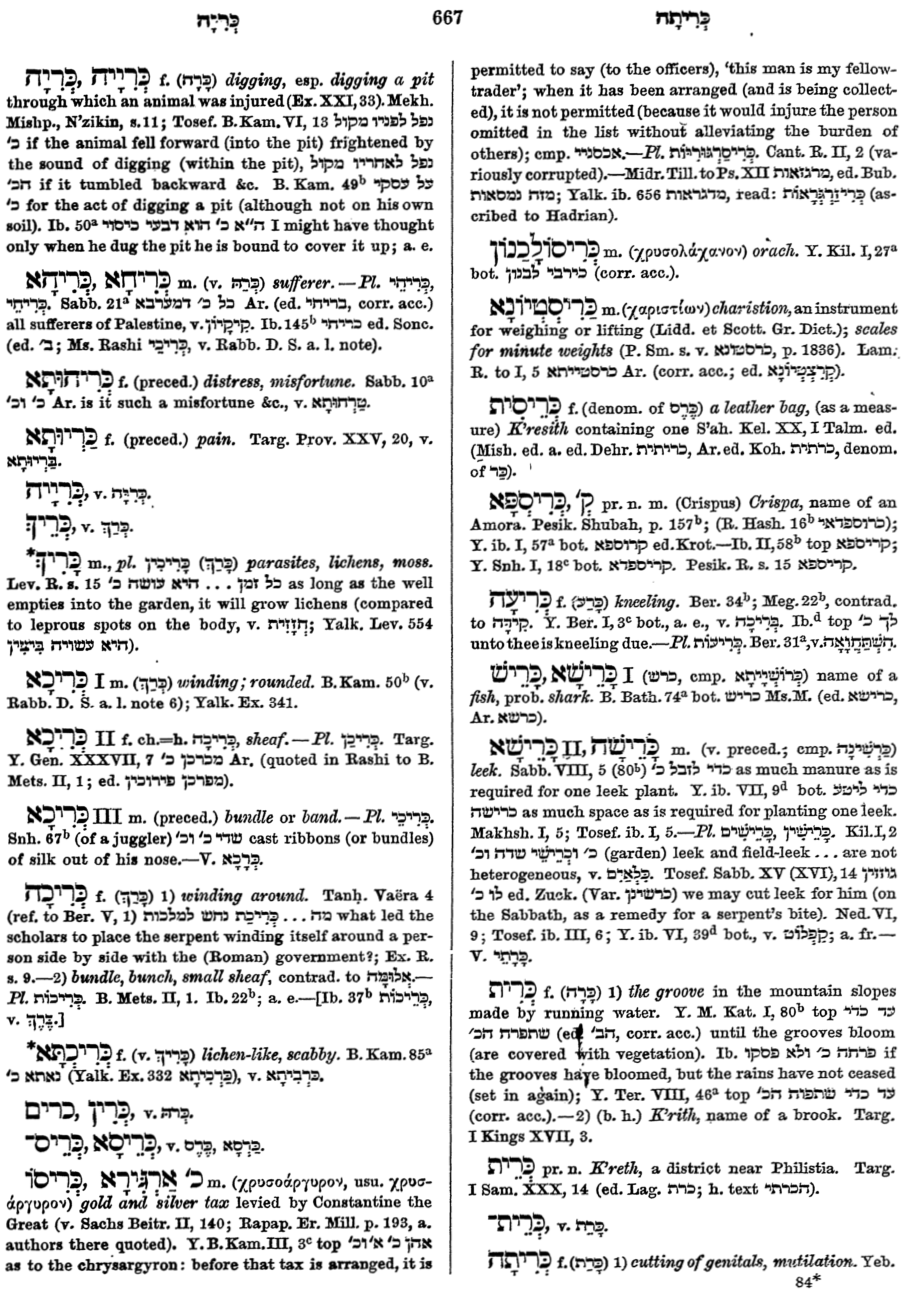 כְּרִיָּה 667 כְּרִיתָה
כְּרִיָה, כְּרִיָּיה f. (כָּרָה) digging, esp. digging a pit
through which an animal was injured (Ex. XXI, 33). Mekh.
Mishp., N'zikin, s. 11; Tosef. B. Kam. VI, 13 נפל לפניו מקול
כ' if the animal fell forward (into the pit) frightened by
the sound of digging (within the pit), נפל לאחריו מקול
הכ' if it tumbled backward &c. B. Kam. 49ᵇ על עסקי
כ' for the act of digging a pit (although not on his own
soil). Ib. 50ᵃ ה"א כ' הוא דבעי כיסוי I might have thought
only when he dug the pit he is bound to cover it up; a. e.
כְּרִיחָא, כְּרִיהָא m. (v. כְּרַהּ) sufferer.—Pl. כְּרִיהֵי,
כְּרִיחֵי. Sabb. 21ᵃ כל כ' דמערבא Ar. (ed. בריחי, corr. acc.)
all sufferers of Palestine, v. קִיקָיוֹן. Ib. 145ᵇ כריחי ed. Sonc.
(ed. ב'; Ms. Rashi כְּרִיכֵי, v. Rabb. D. S. a. l. note).
כְּרִיהוּתָא f. (preced.) distress, misfortune. Sabb. 10ᵃ
כ' וכ' Ar. is it such a misfortune &c., v. טָרְחוּתָא.
כַּרְיוּתָא f. (preced.) pain. Targ. Prov. XXV, 20, v.
בַּרְיוּתָא.
כְּרִיָּיה, v. כְּרִיָּה.
כְּרֵיךְ, v. כְּרַךְ.
*כָּרִיךְ m., pl. כָּרִיכִין (כָּרַךְ) parasites, lichens, moss.
Lev. R. s. 15 כל זמן ... היא עושה כ' as long as the well
empties into the garden, it will grow lichens (compared
to leprous spots on the body, v. חֲזָזִית; Yalk. Lev. 554
היא עשויה ביצין).
כְּרִיכָא I m. (כְּרַךְ) winding; rounded. B. Kam. 50ᵇ (v.
Rabb. D. S. a. l. note 6); Yalk. Ex. 341.
כְּרִיכָא II f. ch.=h. כְּרִיכָה, sheaf.—Pl. כְּרִיכָן. Targ.
Y. Gen. XXXVII, 7 מכרכן כ' Ar. (quoted in Rashi to B.
Mets. II, 1; ed. מפרכן פירוכין).
כְּרִיכָא III m. (preced.) bundle or band.—Pl. כְּרִיכֵי.
Snh. 67ᵇ (of a juggler) שדי כ' וכ' cast ribbons (or bundles)
of silk out of his nose.—V. כְּרָכָא.
כְּרִיכָה f. (כָּרַךְ) 1) winding around. Tanḥ. Vaëra 4
(ref. to Ber. V, 1) מה ... כְּרִיכַת נחש למלכות what led the
scholars to place the serpent winding itself around a per-
son side by side with the (Roman) government?; Ex. R.
s. 9.—2) bundle, bunch, small sheaf, contrad. to אֲלוּמָּה.—
Pl. כְּרִיכוֹת. B. Mets. II, 1. Ib. 22ᵇ; a. e.—[Ib. 37ᵇ כְּרֵיכוֹת,
v. צֹרֶךְ.]
*כְּרִיכְתָּא f. (v. כָּרִיךְ) lichen-like, scabby. B. Kam. 85ᵃ
נאתא כ' (Yalk. Ex. 332 כַּרְכִיתָא), v. כַּרְבִיתָא.
כָּרִין, כרים, v. כְּרֵה.
כְּרֵיסָא, כְּרֵיס־, v. כַּרְסָא, כָּרֵס.
כְּרִיסוֹ, כ' אַרְגִּירָא m. (χρυσοάργυρον, usu. χρυσ-
άργυρον) gold and silver tax levied by Constantine the
Great (v. Sachs Beitr. II, 140; Rapap. Er. Mill. p. 193, a.
authors there quoted). Y. B. Kam. III, 3ᶜ top אהן כ' א'וכ'
as to the chrysargyron: before that tax is arranged, it is
permitted to say (to the officers), 'this man is my fellow-
trader'; when it has been arranged (and is being collect-
ed), it is not permitted (because it would injure the person
omitted in the list without alleviating the burden of
others); cmp. אכסניי.—Pl. כְּרִיסַרְגּוּרִיּוֹת. Cant. R. II, 2 (va-
riously corrupted).—Midr. Till. to Ps. XII מרגזאות, ed. Bub.
מזה נמסאות; Yalk. ib. 656 מדגראות, read: כְּרִיזַרְגָּרָאוֹת (as-
cribed to Hadrian).
כְּרִיסוֹלָבָנוֹן m. (χρυσολάχανον) orach. Y. Kil. I, 27ᵃ
bot. כירבי לבנון (corr. acc.).
כְּרִיסְטְיוֹנָא m. (χαριστίων) charistion, an instrument
for weighing or lifting (Lidd. et Scott. Gr. Dict.); scales
for minute weights (P. Sm. s. v. כרסטונא, p. 1836). Lam.
R. to I, 5 כרסטייתא Ar. (corr. acc.; ed. קְרֶצְטְיוֹנָא).
כְּרֵיסִית f. (denom. of כֶּרֶס) a leather bag, (as a meas-
ure) K'resith containing one S'ah. Kel. XX, I Talm. ed.
(Mish. ed. a. ed. Dehr. כריתית, Ar. ed. Koh. כרתית, denom.
of כַּר).
כְּרִיסְפָּא, ק' pr. n. m. (Crispus) Crispa, name of an
Amora. Pesik. Shubah, p. 157ᵇ; (R. Hash. 16ᵇ כרוספדאי);
Y. ib. I, 57ᵃ bot. קרוספא ed. Krot.—Ib. II, 58ᵇ top קריספא;
Y. Snh. I, 18ᶜ bot. קריספדא. Pesik. R. s. 15 קריספא.
כְּרִיעָה f. (כָּרַע) kneeling. Ber. 34ᵇ; Meg. 22ᵇ, contrad.
to קִידָּה. Y. Ber. I, 3ᶜ bot., a. e., v. כְּרִיכָה. Ib.ᵈ top לך כ'
unto thee is kneeling due.—Pl. כְּרִיעוֹת. Ber. 31ᵃ, v. הִשְׁתַּחֲוָאָה.
כְּרִישָׁא, כְּרִישׁ I (כרש, cmp. כְּרוֹשְׁיָיתָא) name of a
fish, prob. shark. B. Bath. 74ᵃ bot. כריש Ms. M. (ed. כרישא,
Ar. כרשא).
כְּרֵישָׁא II, כְּרֵישָׁה m. (v. preced.; cmp. כַּרְשִׁינָה)
leek. Sabb. VIII, 5 (80ᵇ) כדי לזבל כ' as much manure as is
required for one leek plant. Y. ib. VII, 9ᵈ bot. כדי ליטע
כרישה as much space as is required for planting one leek.
Makhsh. I, 5; Tosef. ib. I, 5.—Pl. כְּרֵישִׁין, כְּרֵישִׁים. Kil. I, 2
כ' וכְרֵישֵׁי שדה וכ' (garden) leek and field-leek ... are not
heterogeneous, v. כִּלְאַיִם. Tosef. Sabb. XV (XVI), 14 גוזזין
לו כ' ed. Zuck. (Var. כרשינין) we may cut leek for him (on
the Sabbath, as a remedy for a serpent's bite). Ned. VI,
9; Tosef. ib. III, 6; Y. ib. VI, 39ᵈ bot., v. קַפְלוֹט; a. fr.—
V. כָּרָתֵי.
כְּרִית f. (כָּרָה) 1) the groove in the mountain slopes
made by running water. Y. M. Kat. I, 80ᵇ top עד כדי
שתפרח הכ' (ed. הב', corr. acc.) until the grooves bloom
(are covered with vegetation). Ib. פרחה כ' ולא פסקו if
the grooves have bloomed, but the rains have not ceased
(set in again); Y. Ter. VIII, 46ᵃ top עד כדי שתפוח הכ'
(corr. acc.).—2) (b. h.) K'rith, name of a brook. Targ.
I Kings XVII, 3.
כְּרֵית pr. n. K'reth, a district near Philistia. Targ.
I Sam. XXX, 14 (ed. Lag. כרת; h. text הכרתי).
כְּרֵית־, v. כָּרַת.
כְּרִיתָה f. (כָּרַת) 1) cutting of genitals, mutilation. Yeb.
84*